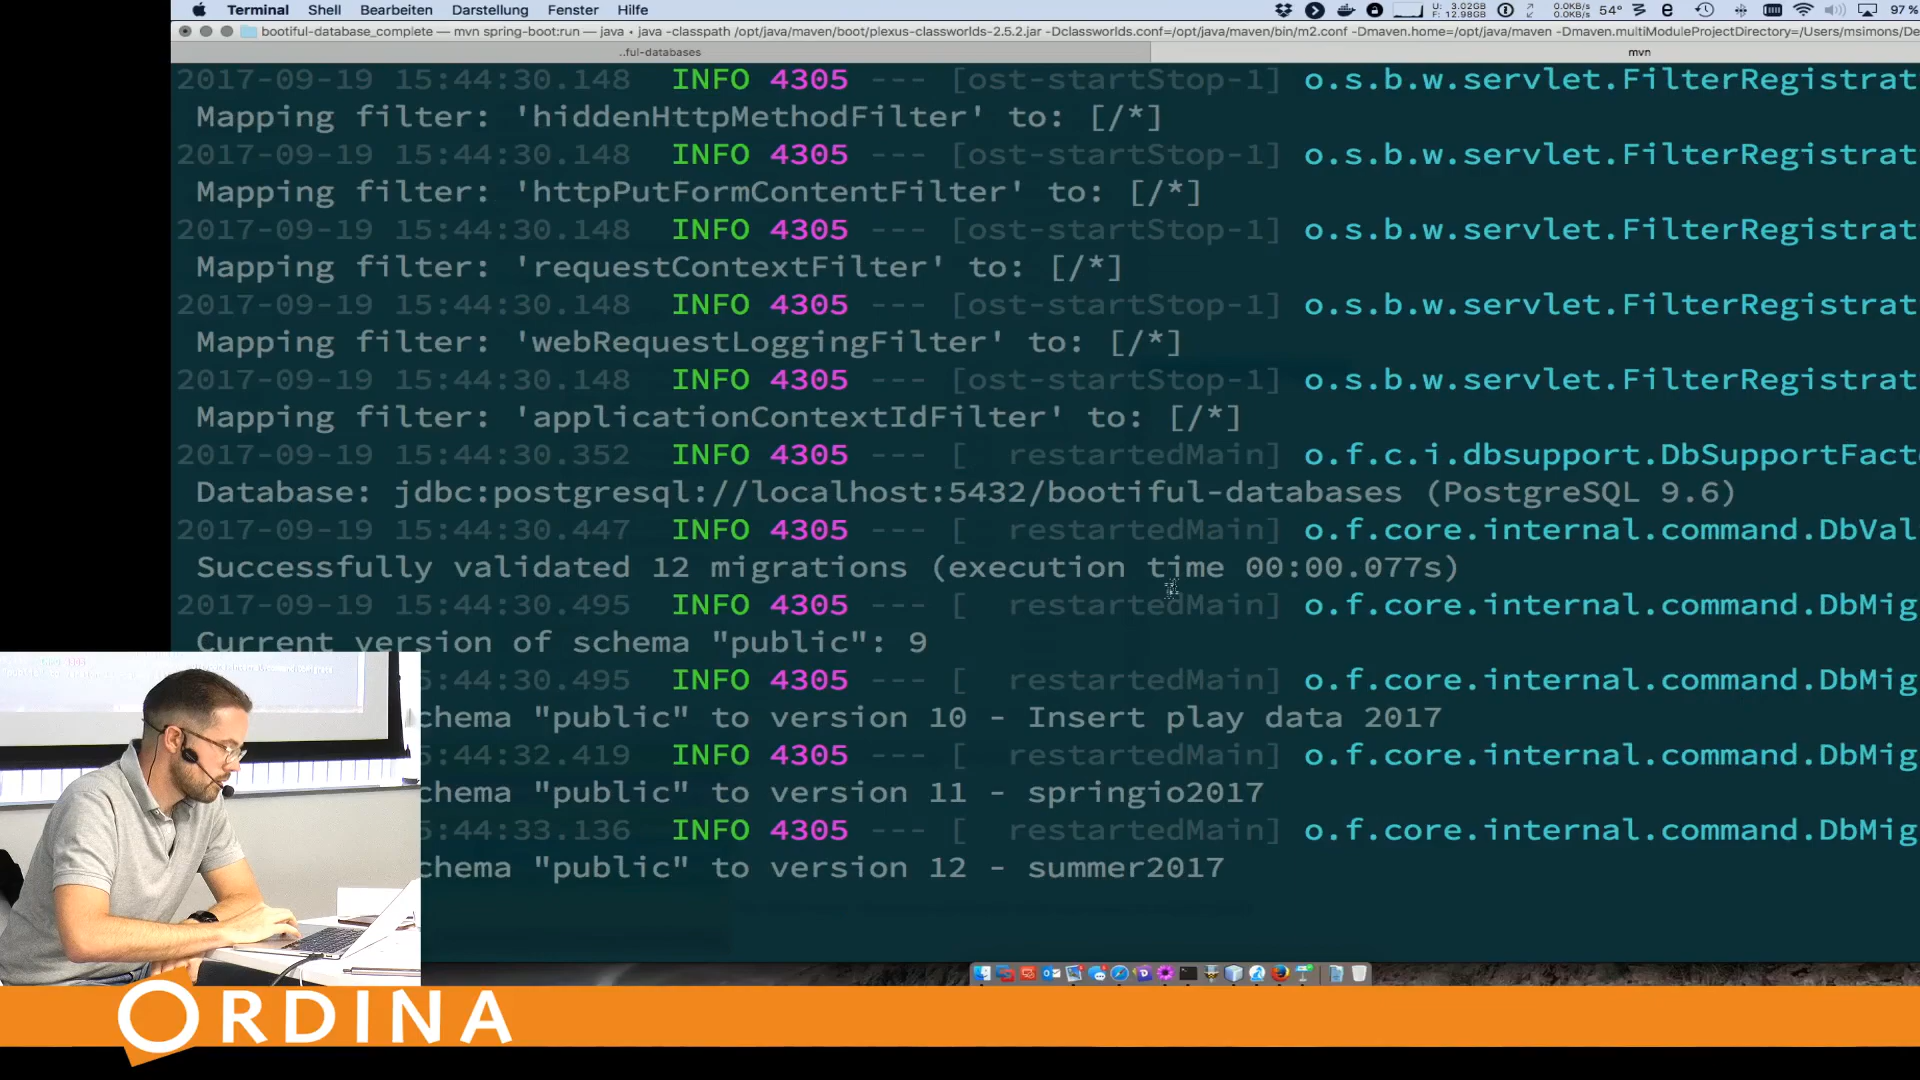 Terminal Shell Bearbeiten Darstellung Fenster Hilfe
U: 3.02GB
F: 12.98GB
0.0KB/s
0.0KB/s
54° 97 %
bootiful-database_complete — mvn spring-boot:run — java ‹ java -classpath /opt/java/maven/boot/plexus-classworlds-2.5.2.jar -Dclassworlds.conf=/opt/java/maven/bin/m2.conf -Dmaven.home=/opt/java/maven -Dmaven.multiModuleProjectDirectory=/Users/msimons/De
..ful-databases mvn
2017-09-19 15:44:30.148 INFO 4305 --- [ost-startStop-1] o.s.b.w.servlet.FilterRegistrat
Mapping filter: 'hiddenHttpMethodFilter' to: [/*]
2017-09-19 15:44:30.148 INFO 4305 --- [ost-startStop-1] o.s.b.w.servlet.FilterRegistrat
Mapping filter: 'httpPutFormContentFilter' to: [/*]
2017-09-19 15:44:30.148 INFO 4305 --- [ost-startStop-1] o.s.b.w.servlet.FilterRegistrat
Mapping filter: 'requestContextFilter' to: [/*]
2017-09-19 15:44:30.148 INFO 4305 --- [ost-startStop-1] o.s.b.w.servlet.FilterRegistrat
Mapping filter: 'webRequestLoggingFilter' to: [/*]
2017-09-19 15:44:30.148 INFO 4305 --- [ost-startStop-1] o.s.b.w.servlet.FilterRegistrat
Mapping filter: 'applicationContextIdFilter' to: [/*]
2017-09-19 15:44:30.352 INFO 4305 --- [ restartedMain] o.f.c.i.dbsupport.DbSupportFact
Database: jdbc:postgresql://localhost:5432/bootiful-databases (PostgreSQL 9.6)
2017-09-19 15:44:30.447 INFO 4305 --- [ restartedMain] o.f.core.internal.command.DbVal
Successfully validated 12 migrations (execution time 00:00.077s)
2017-09-19 15:44:30.495 INFO 4305 --- [ restartedMain] o.f.core.internal.command.DbMig
Current version of schema "public": 9
:44:30.495 INFO 4305 --- [ restartedMain] o.f.core.internal.command.DbMig
chema "public" to version 10 - Insert play data 2017
:44:32.419 INFO 4305 --- [ restartedMain] o.f.core.internal.command.DbMig
chema "public" to version 11 - springio2017
:44:33.136 INFO 4305 --- [ restartedMain] o.f.core.internal.command.DbMig
chema "public" to version 12 - summer2017
ORDINA